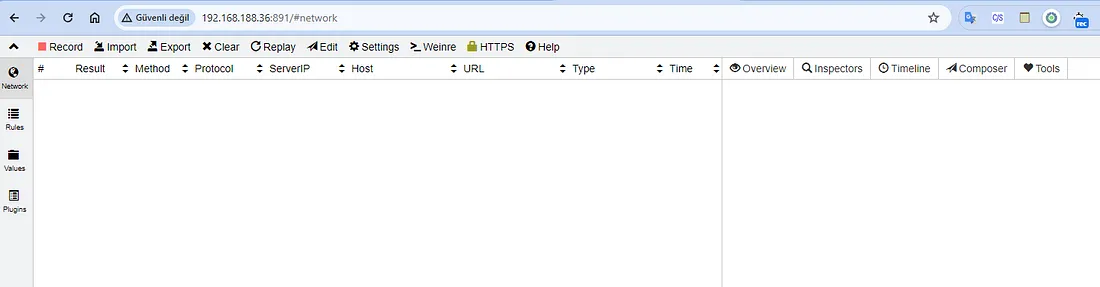 Güvenli değil 192.168.188.36:891/#network
Record Import Export Clear Replay Edit Settings Weinre HTTPS Help
# Result Method Protocol ServerIP Host URL Type Time Overview Inspectors Timeline Composer Tools
Network
Rules
Values
Plugins
rec